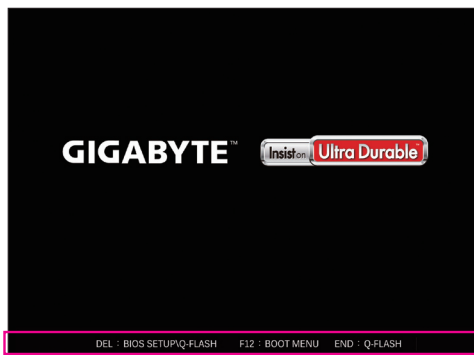 GIGABYTE™ Insist on Ultra Durable™
DEL : BIOS SETUP\Q-FLASH F12 : BOOT MENU END : Q-FLASH